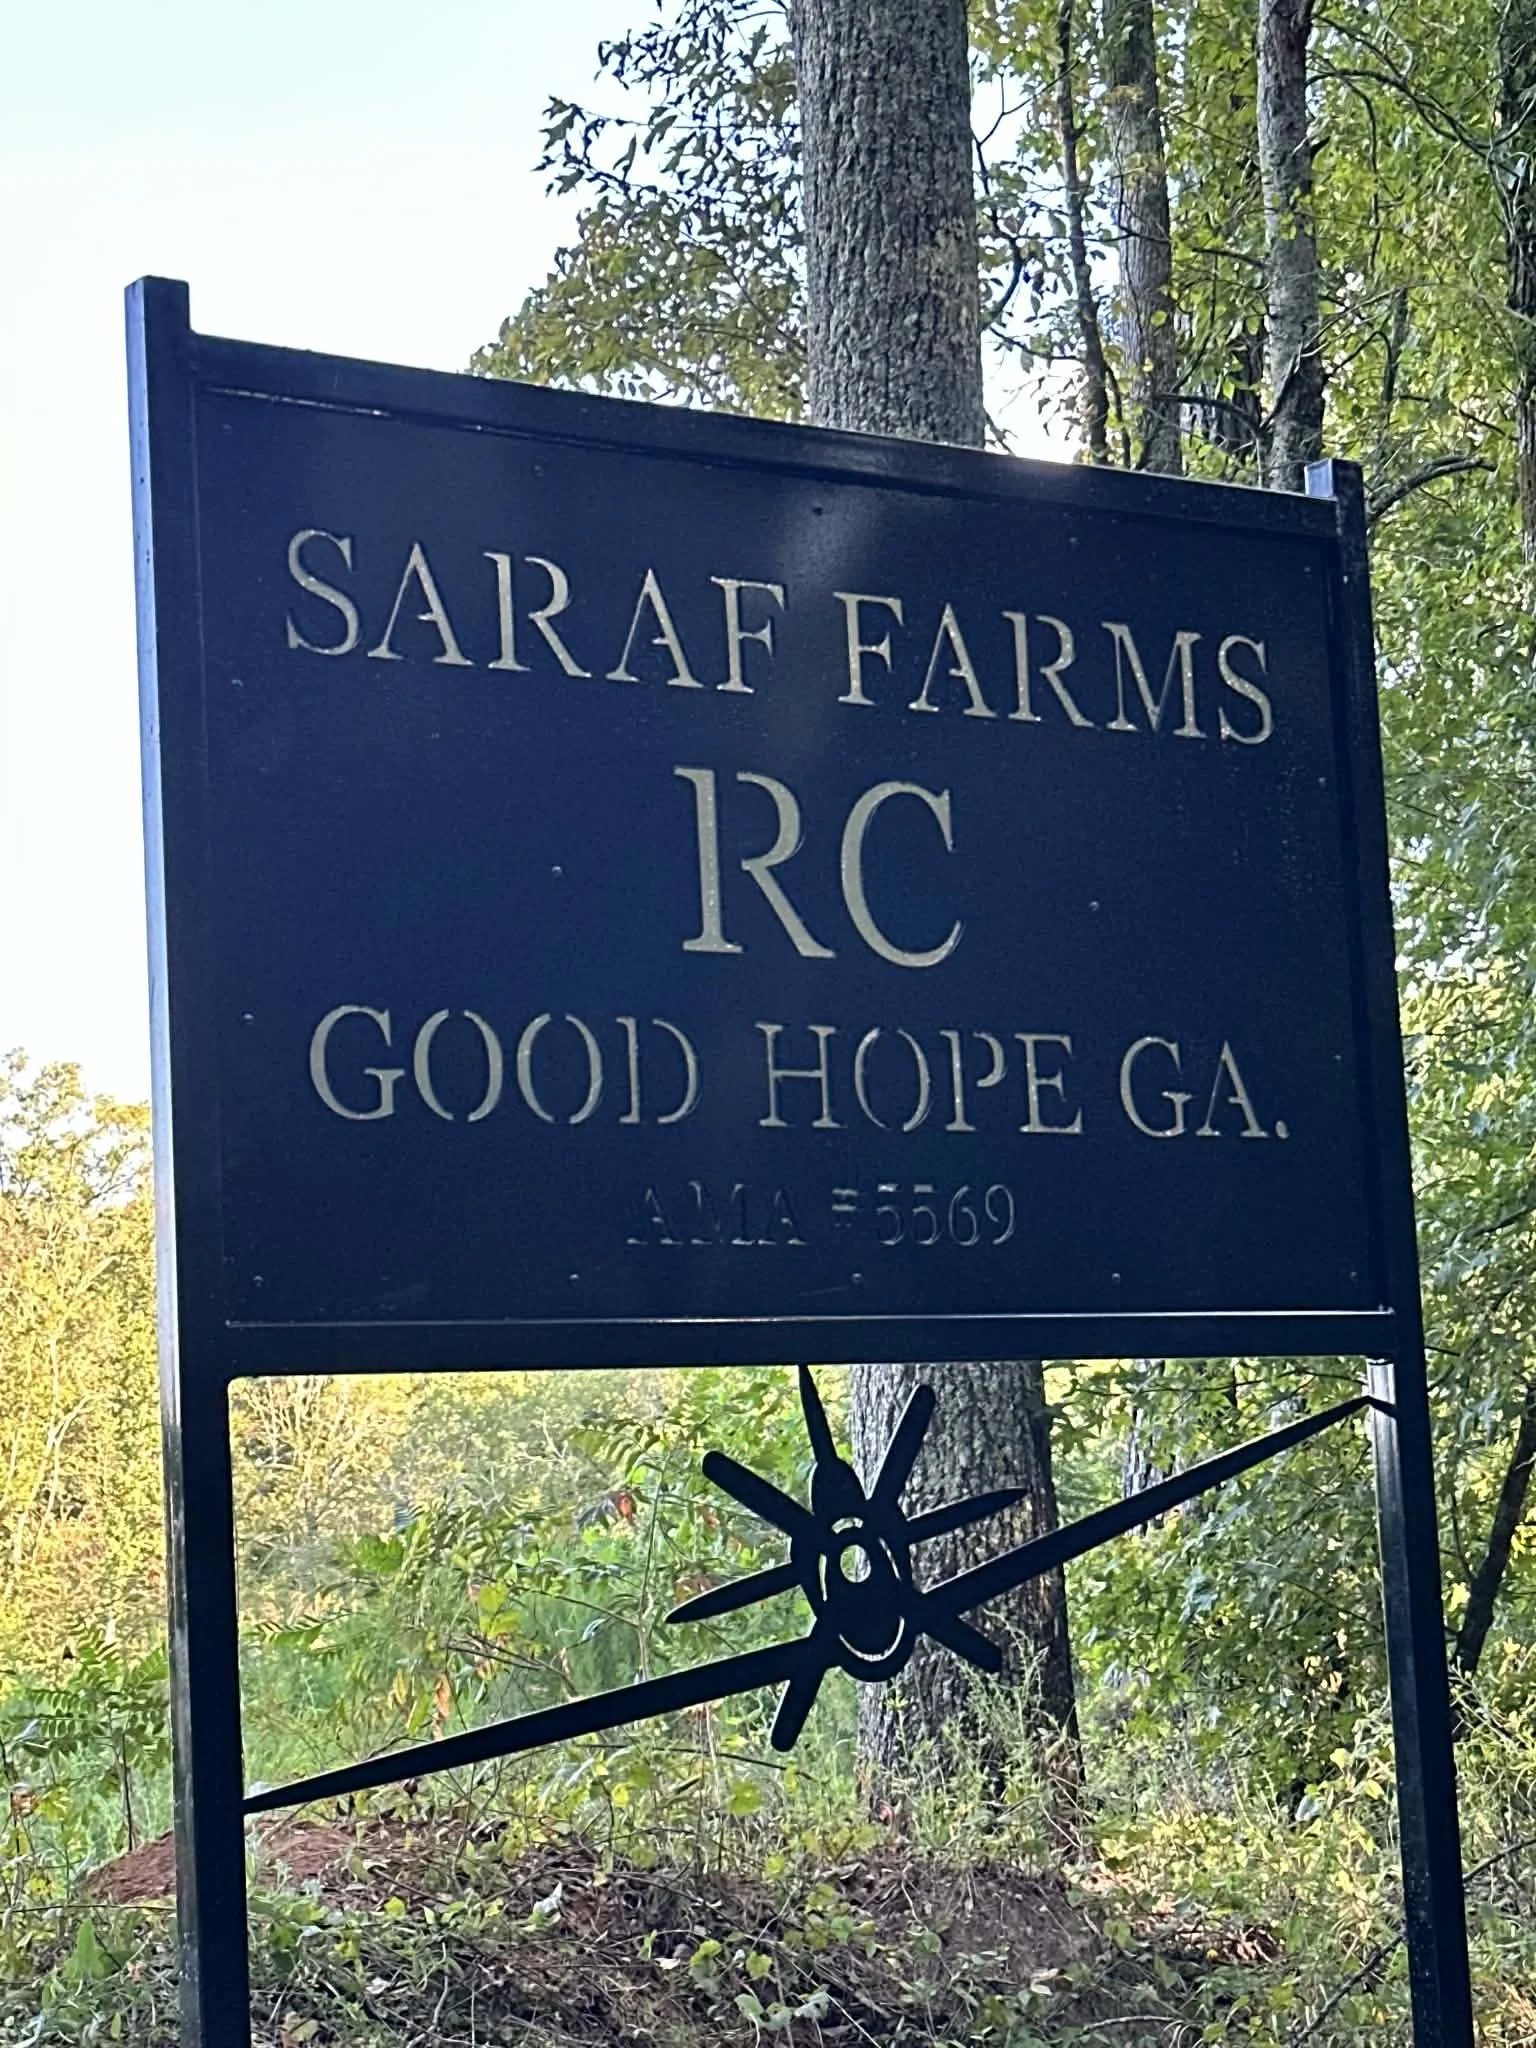 SARAF FARMS
RC
GOOD HOPE GA.
AMA #5569